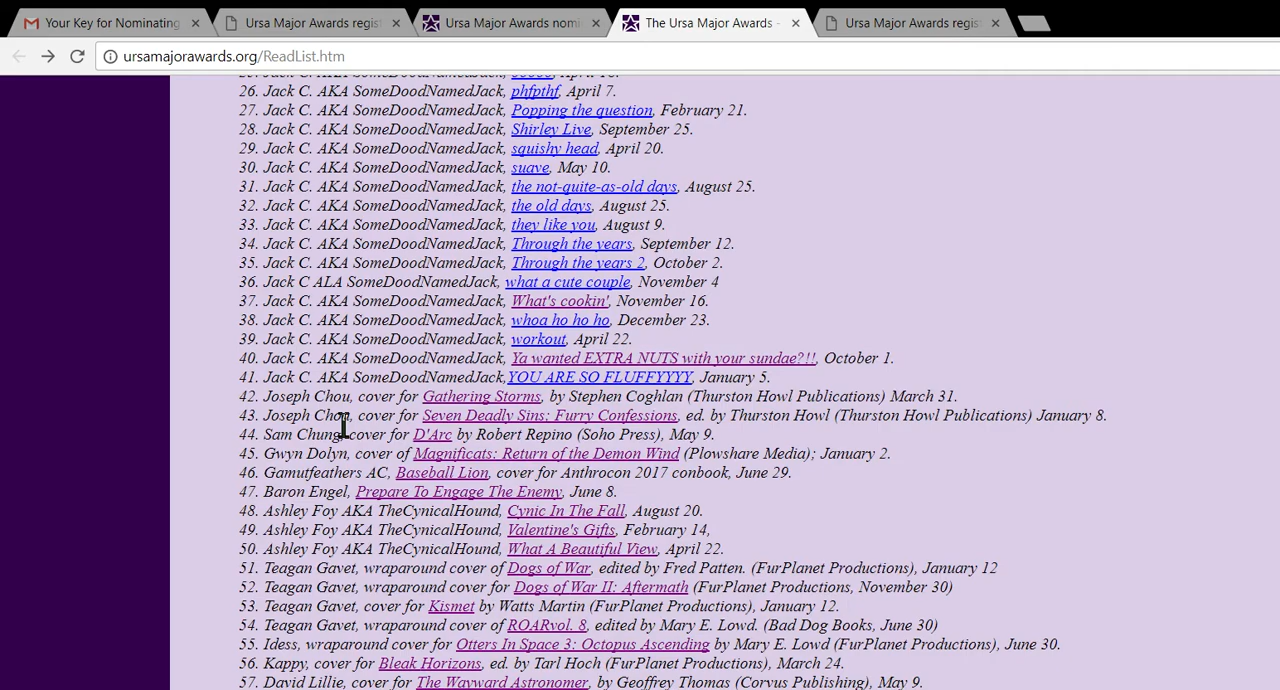 Your Key for Nominating
Ursa Major Awards regis
Ursa Major Awards nomi
The Ursa Major Awards -
Ursa Major Awards regis
ursamajorawards.org/ReadList.htm
26. Jack C. AKA SomeDoodNamedJack, phfpthf, April 7.
27. Jack C. AKA SomeDoodNamedJack, Popping the question, February 21.
28. Jack C. AKA SomeDoodNamedJack, Shirley Live, September 25.
29. Jack C. AKA SomeDoodNamedJack, squishy head, April 20.
30. Jack C. AKA SomeDoodNamedJack, suave, May 10.
31. Jack C. AKA SomeDoodNamedJack, the not-quite-as-old days, August 25.
32. Jack C. AKA SomeDoodNamedJack, the old days, August 25.
33. Jack C. AKA SomeDoodNamedJack, they like you, August 9.
34. Jack C. AKA SomeDoodNamedJack, Through the years, September 12.
35. Jack C. AKA SomeDoodNamedJack, Through the years 2, October 2.
36. Jack C ALA SomeDoodNamedJack, what a cute couple, November 4
37. Jack C. AKA SomeDoodNamedJack, What's cookin', November 16.
38. Jack C. AKA SomeDoodNamedJack, whoa ho ho ho, December 23.
39. Jack C. AKA SomeDoodNamedJack, workout, April 22.
40. Jack C. AKA SomeDoodNamedJack, Ya wanted EXTRA NUTS with your sundae?!!, October 1.
41. Jack C. AKA SomeDoodNamedJack,YOU ARE SO FLUFFYYYY, January 5.
42. Joseph Chou, cover for Gathering Storms, by Stephen Coghlan (Thurston Howl Publications) March 31.
43. Joseph Chou, cover for Seven Deadly Sins: Furry Confessions, ed. by Thurston Howl (Thurston Howl Publications) January 8.
44. Sam Chung, cover for D'Arc by Robert Repino (Soho Press), May 9.
45. Gwyn Dolyn, cover of Magnificats: Return of the Demon Wind (Plowshare Media); January 2.
46. Gamutfeathers AC, Baseball Lion, cover for Anthrocon 2017 conbook, June 29.
47. Baron Engel, Prepare To Engage The Enemy, June 8.
48. Ashley Foy AKA TheCynicalHound, Cynic In The Fall, August 20.
49. Ashley Foy AKA TheCynicalHound, Valentine's Gifts, February 14,
50. Ashley Foy AKA TheCynicalHound, What A Beautiful View, April 22.
51. Teagan Gavet, wraparound cover of Dogs of War, edited by Fred Patten. (FurPlanet Productions), January 12
52. Teagan Gavet, wraparound cover for Dogs of War II: Aftermath (FurPlanet Productions, November 30)
53. Teagan Gavet, cover for Kismet by Watts Martin (FurPlanet Productions), January 12.
54. Teagan Gavet, wraparound cover of ROARvol. 8, edited by Mary E. Lowd. (Bad Dog Books, June 30)
55. Idess, wraparound cover for Otters In Space 3: Octopus Ascending by Mary E. Lowd (FurPlanet Productions), June 30.
56. Kappy, cover for Bleak Horizons, ed. by Tarl Hoch (FurPlanet Productions), March 24.
57. David Lillie, cover for The Wayward Astronomer, by Geoffrey Thomas (Corvus Publishing), May 9.